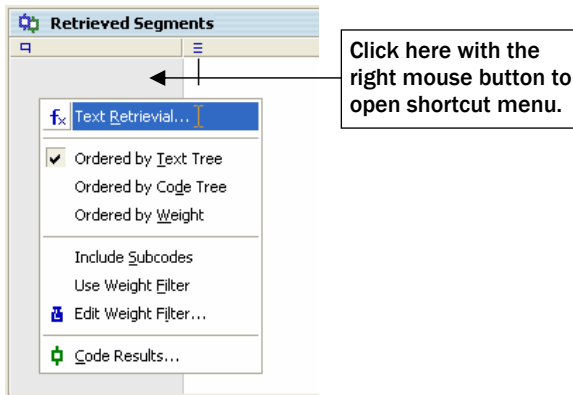 Retrieved Segments
Click here with the
right mouse button to
open shortcut menu.
fx Text Retrievial...
Ordered by Text Tree
Ordered by Code Tree
Ordered by Weight
Include Subcodes
Use Weight Filter
Edit Weight Filter...
Code Results...